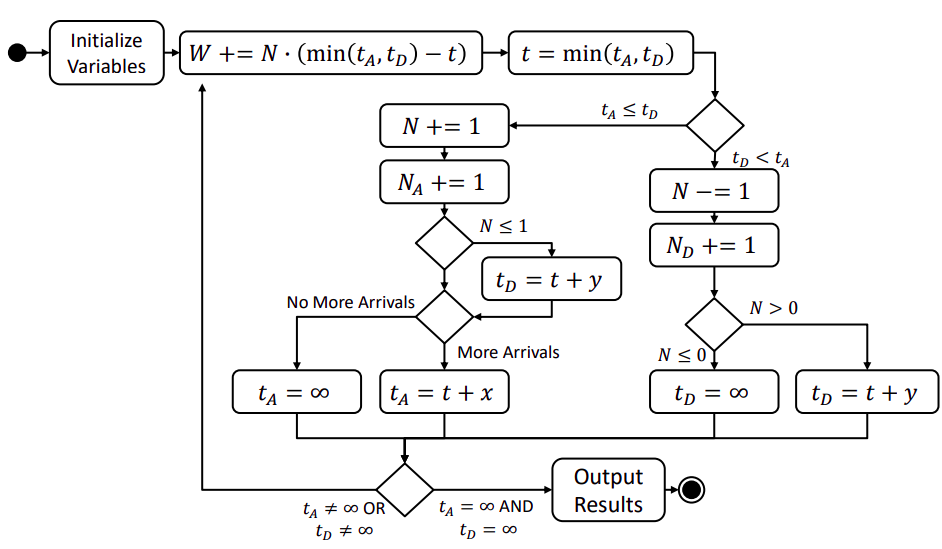 Initialize
Variables
W += N · (min(t_A, t_D) − t)
t = min(t_A, t_D)
t_A ≤ t_D
N += 1
t_D < t_A
N_A += 1
N −= 1
N ≤ 1
N_D += 1
t_D = t + y
No More Arrivals
N > 0
More Arrivals
N ≤ 0
t_A = ∞
t_A = t + x
t_D = ∞
t_D = t + y
t_A ≠ ∞ OR
t_D ≠ ∞
t_A = ∞ AND
t_D = ∞
Output
Results